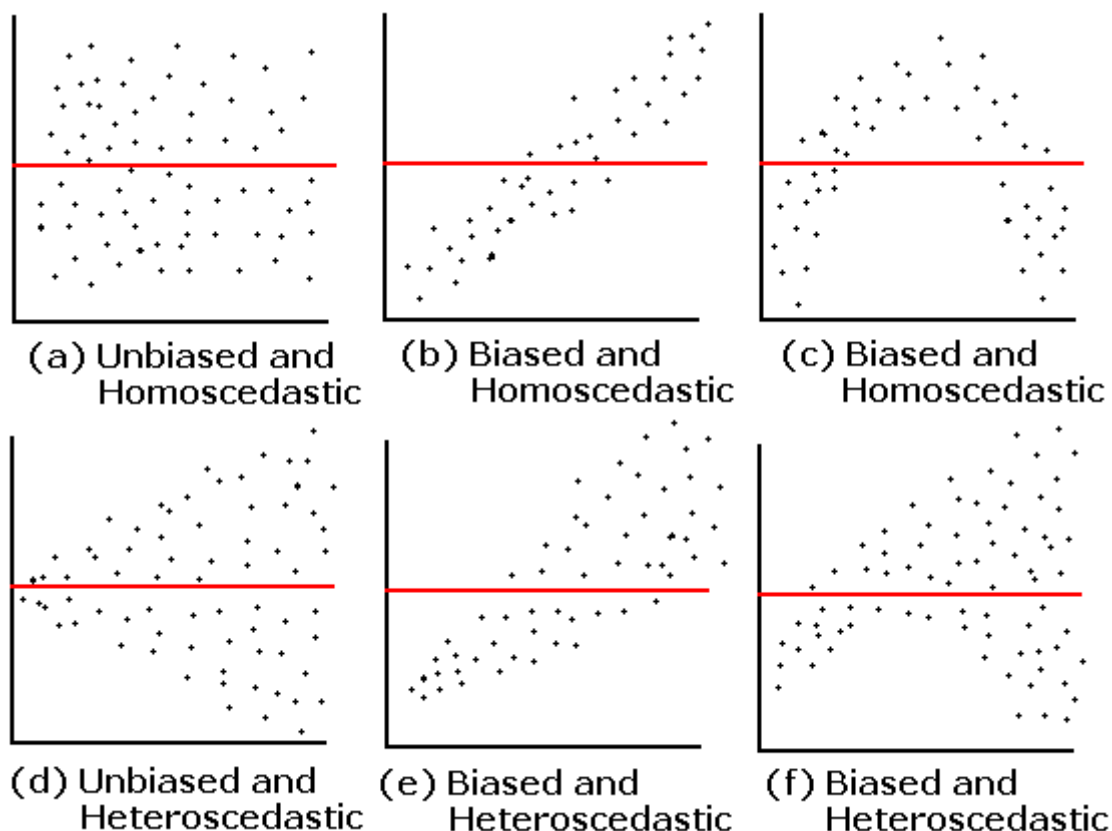 (a) Unbiased and
Homoscedastic
(b) Biased and
Homoscedastic
(c) Biased and
Homoscedastic
(d) Unbiased and
Heteroscedastic
(e) Biased and
Heteroscedastic
(f) Biased and
Heteroscedastic